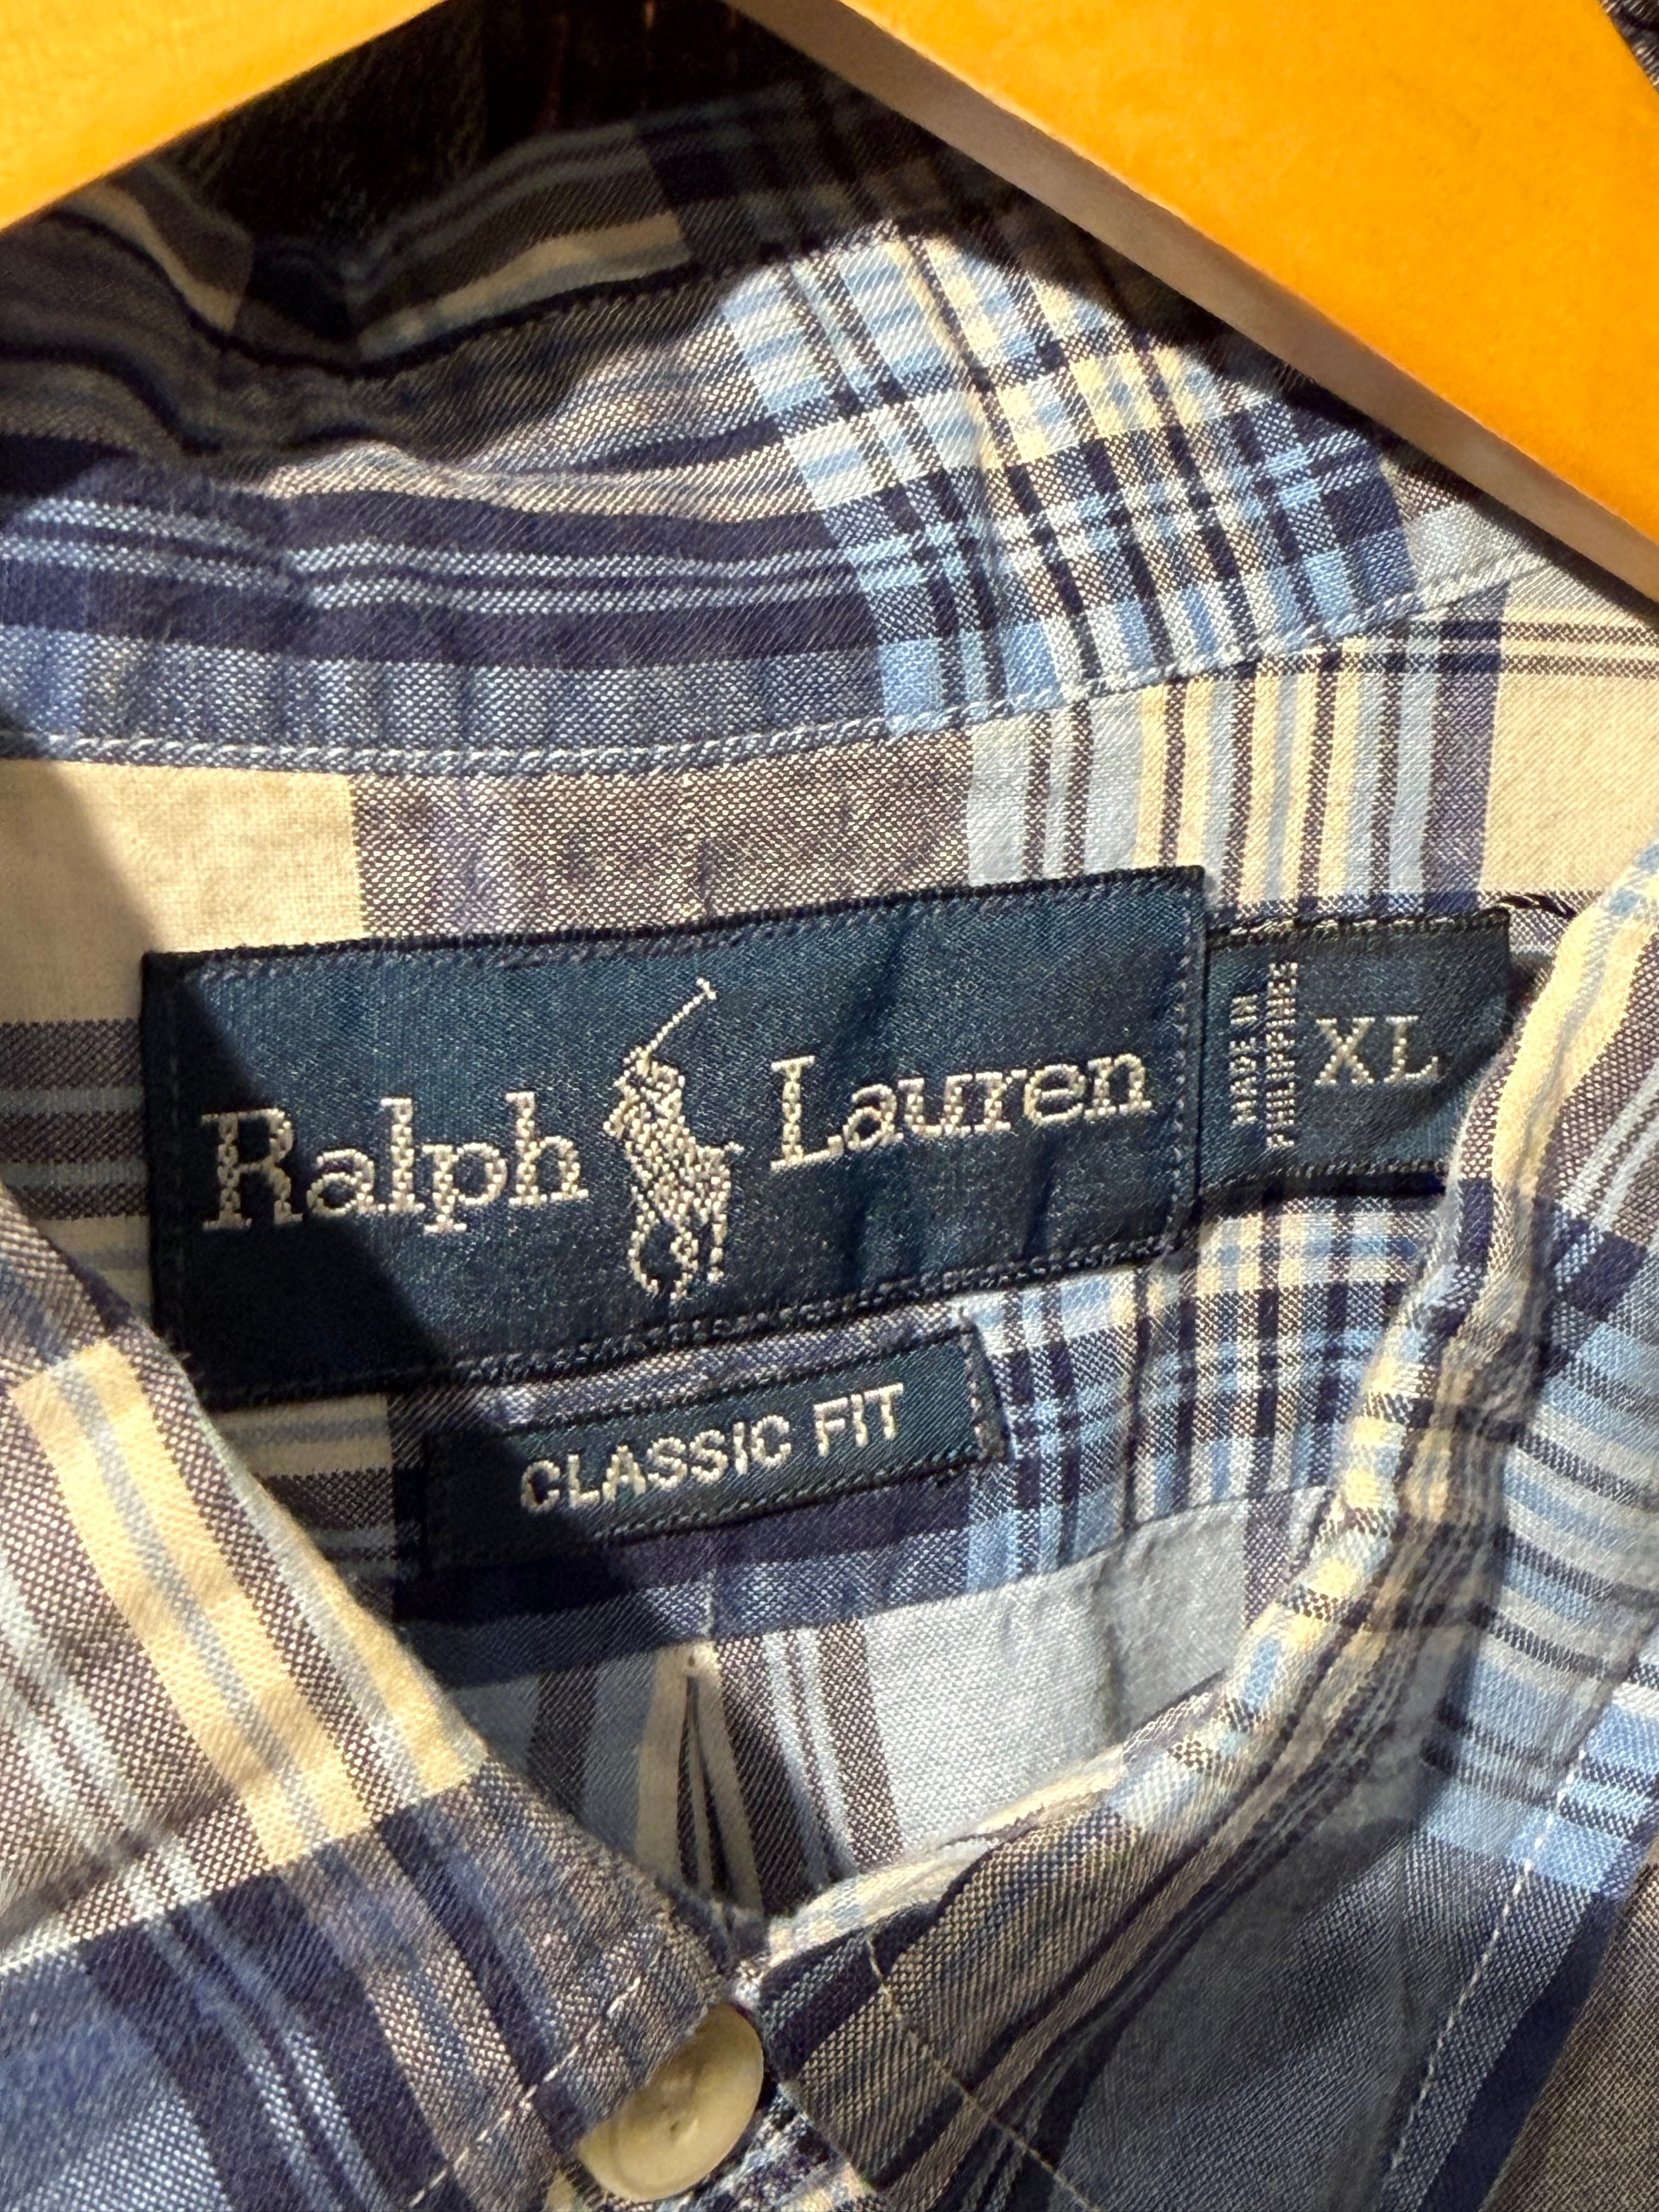 Ralph Lauren
MADE IN
PHILIPPINES
XL
CLASSIC FIT